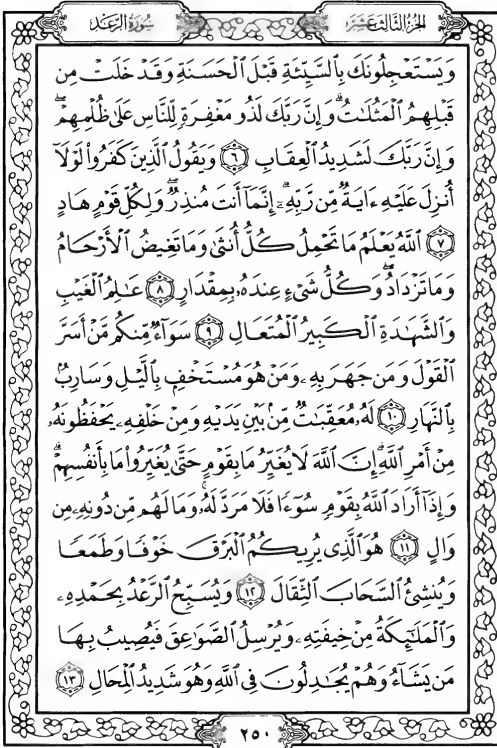 الجزء الثالث عشر
سورة الرعد
وَيَسْتَعْجِلُونَكَ بِالسَّيِّئَةِ قَبْلَ الْحَسَنَةِ وَقَدْ خَلَتْ مِن
قَبْلِهِمُ الْمَثُلَاتُ ۗ وَإِنَّ رَبَّكَ لَذُو مَغْفِرَةٍ لِّلنَّاسِ عَلَىٰ ظُلْمِهِمْ ۖ
وَإِنَّ رَبَّكَ لَشَدِيدُ الْعِقَابِ ٦ وَيَقُولُ الَّذِينَ كَفَرُوا لَوْلَا
أُنزِلَ عَلَيْهِ ءَايَةٌ مِّن رَّبِّهِ ۗ إِنَّمَا أَنتَ مُنذِرٌ ۖ وَلِكُلِّ قَوْمٍ هَادٍ
٧ اللَّهُ يَعْلَمُ مَا تَحْمِلُ كُلُّ أُنثَىٰ وَمَا تَغِيضُ الْأَرْحَامُ
وَمَا تَزْدَادُ ۖ وَكُلُّ شَيْءٍ عِندَهُ بِمِقْدَارٍ ٨ عَالِمُ الْغَيْبِ
وَالشَّهَادَةِ الْكَبِيرُ الْمُتَعَالِ ٩ سَوَاءٌ مِّنكُم مَّنْ أَسَرَّ
الْقَوْلَ وَمَن جَهَرَ بِهِ وَمَنْ هُوَ مُسْتَخْفٍ بِالَّيْلِ وَسَارِبٌ
بِالنَّهَارِ ١٠ لَهُ مُعَقِّبَاتٌ مِّن بَيْنِ يَدَيْهِ وَمِنْ خَلْفِهِ يَحْفَظُونَهُ
مِنْ أَمْرِ اللَّهِ ۗ إِنَّ اللَّهَ لَا يُغَيِّرُ مَا بِقَوْمٍ حَتَّىٰ يُغَيِّرُوا مَا بِأَنفُسِهِمْ ۗ
وَإِذَا أَرَادَ اللَّهُ بِقَوْمٍ سُوءًا فَلَا مَرَدَّ لَهُ ۚ وَمَا لَهُم مِّن دُونِهِ مِن
وَالٍ ١١ هُوَ الَّذِي يُرِيكُمُ الْبَرْقَ خَوْفًا وَطَمَعًا
وَيُنشِئُ السَّحَابَ الثِّقَالَ ١٢ وَيُسَبِّحُ الرَّعْدُ بِحَمْدِهِ
وَالْمَلَائِكَةُ مِنْ خِيفَتِهِ وَيُرْسِلُ الصَّوَاعِقَ فَيُصِيبُ بِهَا
مَن يَشَاءُ وَهُمْ يُجَادِلُونَ فِي اللَّهِ وَهُوَ شَدِيدُ الْمِحَالِ ١٣
٢٥٠